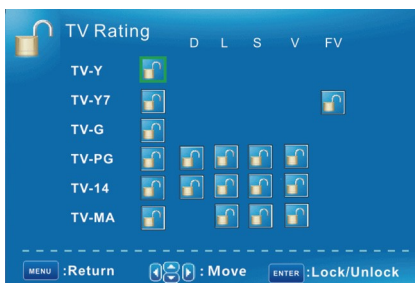 TV Rating
D L S V FV
TV-Y
TV-Y7
TV-G
TV-PG
TV-14
TV-MA
MENU :Return : Move ENTER :Lock/Unlock